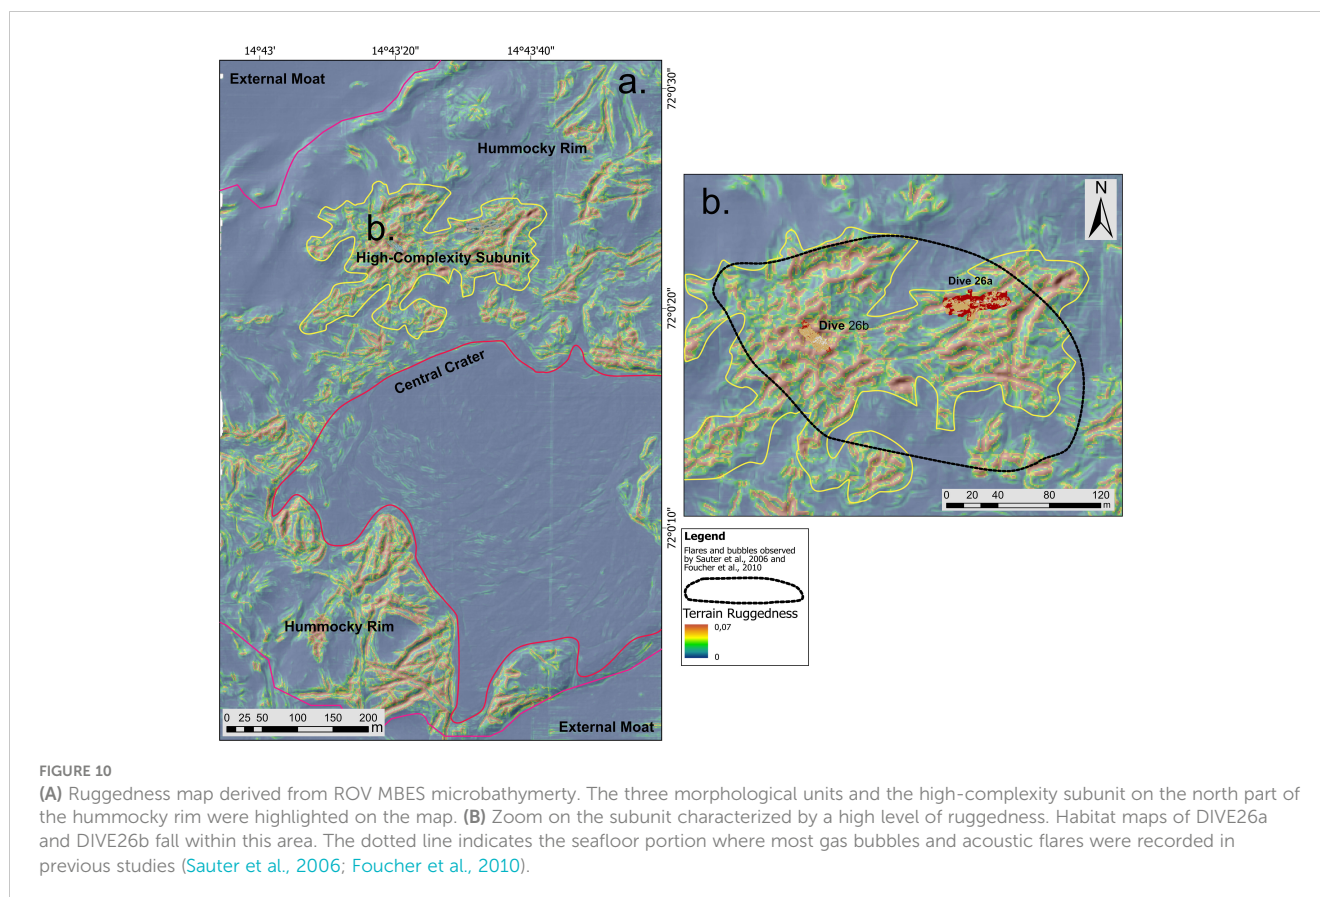 14°43'
14°43'20"
14°43'40"
External Moat
a.
72°0'30"
Hummocky Rim
b.
High-Complexity Subunit
72°0'20"
Central Crater
72°0'10"
Hummocky Rim
0 25 50 100 150 200
m
External Moat
b.
N
Dive 26a
Dive 26b
0 20 40 80 120
m
Legend
Flares and bubbles observed
by Sauter et al., 2006 and
Foucher et al., 2010
Terrain Ruggedness
0,07
0
FIGURE 10
(A) Ruggedness map derived from ROV MBES microbathymerty. The three morphological units and the high-complexity subunit on the north part of
the hummocky rim were highlighted on the map. (B) Zoom on the subunit characterized by a high level of ruggedness. Habitat maps of DIVE26a
and DIVE26b fall within this area. The dotted line indicates the seafloor portion where most gas bubbles and acoustic flares were recorded in
previous studies (Sauter et al., 2006; Foucher et al., 2010).